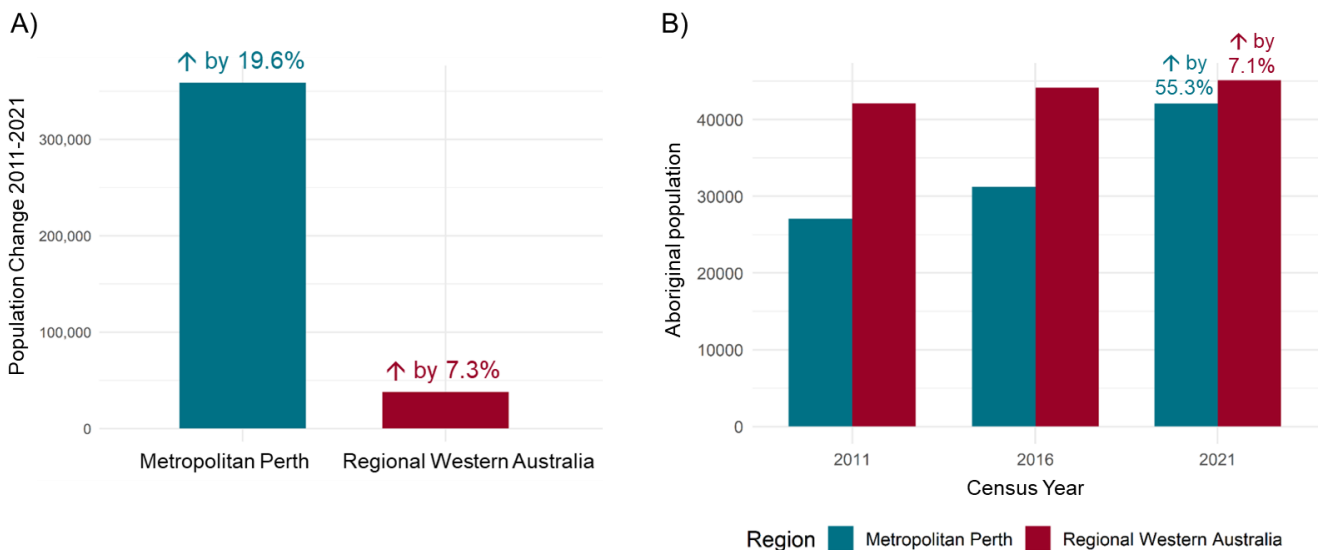 A)
↑ by 19.6%
Population Change 2011-2021
300,000
200,000
100,000
0
↑ by 7.3%
Metropolitan Perth
Regional Western Australia
B)
↑ by
55.3%
↑ by
7.1%
Aboriginal population
40000
30000
20000
10000
0
2011
2016
2021
Census Year
Region
Metropolitan Perth
Regional Western Australia